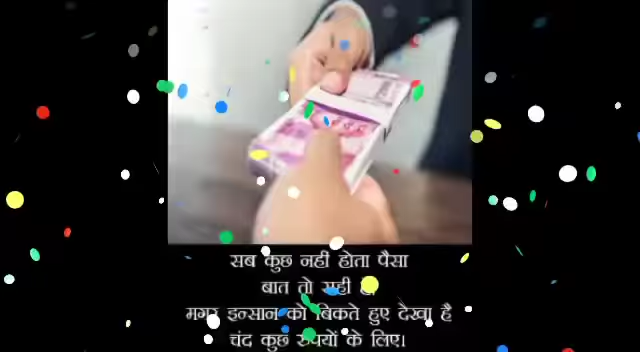 सब कुछ नहीं होता पैसा
बात तो सही है
मगर इन्सान को बिकते हुए देखा है
चंद कुछ रुपयों के लिए।